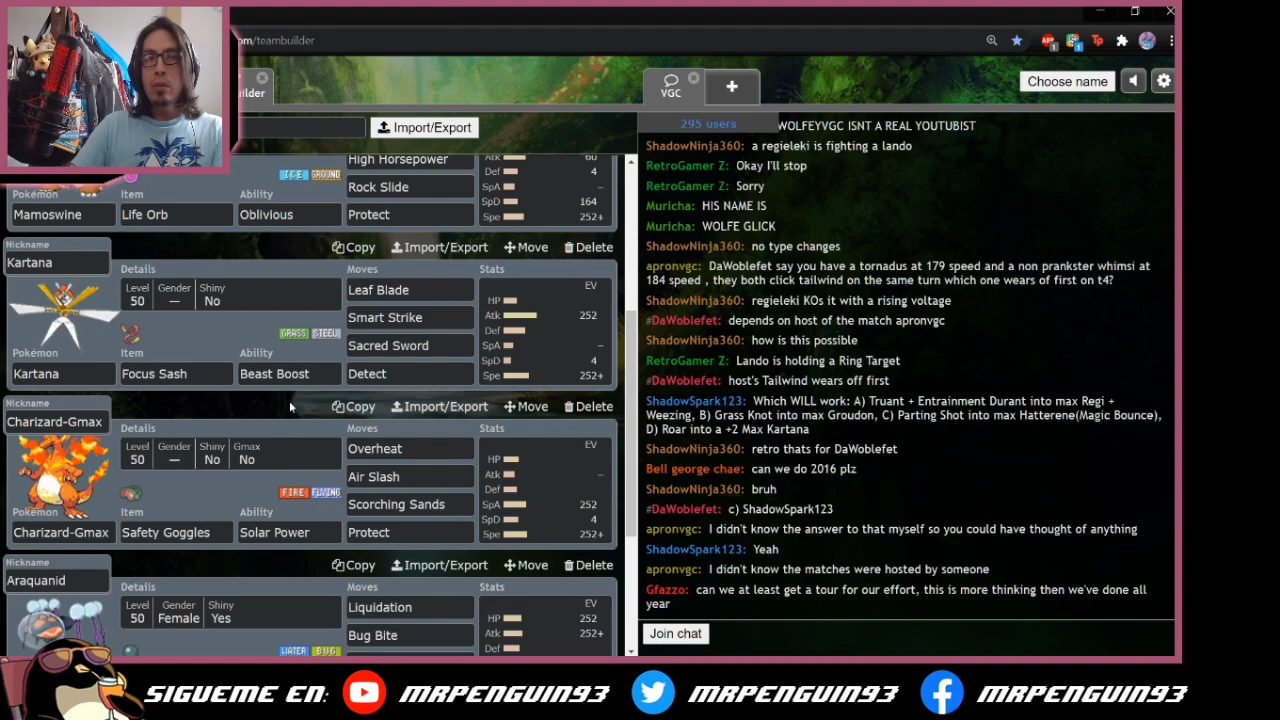 om/teambuilder
uilder
VGC
Choose name
Import/Export
295 users
WOLFEYVGC ISNT A REAL YOUTUBIST
ShadowNinja360: a regieleki is fighting a lando
RetroGamer Z: Okay I'll stop
RetroGamer Z: Sorry
Muricha: HIS NAME IS
Muricha: WOLFE GLICK
ShadowNinja360: no type changes
apronvgc: DaWoblefet say you have a tornadus at 179 speed and a non prankster whimsi at
184 speed , they both click tailwind on the same turn which one wears of first on t4?
ShadowNinja360: regieleki KOs it with a rising voltage
#DaWoblefet: depends on host of the match apronvgc
ShadowNinja360: how is this possible
RetroGamer Z: Lando is holding a Ring Target
#DaWoblefet: host's Tailwind wears off first
ShadowSpark123: Which WILL work: A) Truant + Entrainment Durant into max Regi +
Weezing, B) Grass Knot into max Groudon, C) Parting Shot into max Hatterene(Magic Bounce),
D) Roar into a +2 Max Kartana
ShadowNinja360: retro thats for DaWoblefet
Bell george chae: can we do 2016 plz
ShadowNinja360: bruh
#DaWoblefet: c) ShadowSpark123
apronvgc: I didn't know the answer to that myself so you could have thought of anything
ShadowSpark123: Yeah
apronvgc: I didn't know the matches were hosted by someone
Gfazzo: can we at least get a tour for our effort, this is more thinking then we've done all
year
Join chat
ICE GROUND
High Horsepower
Atk 60
Def 4
Rock Slide
SpA –
Pokémon Item Ability
SpD 164
Mamoswine Life Orb Oblivious Protect
Spe 252+
Nickname
Kartana
Copy Import/Export Move Delete
Details Moves Stats
Level Gender Shiny
50 — No
Leaf Blade
EV
HP
Smart Strike
Atk 252
GRASS STEEL
Def
Sacred Sword
SpA –
Pokémon Item Ability
SpD 4
Kartana Focus Sash Beast Boost Detect
Spe 252+
Nickname
Charizard-Gmax
Copy Import/Export Move Delete
Details Moves Stats
Level Gender Shiny Gmax
50 — No No
Overheat
EV
HP
Air Slash
Atk –
FIRE FLYING
Def
Scorching Sands
SpA 252
Pokémon Item Ability
SpD 4
Charizard-Gmax Safety Goggles Solar Power Protect
Spe 252+
Nickname
Araquanid
Copy Import/Export Move Delete
Details Moves Stats
Level Gender Shiny
50 Female Yes
Liquidation
EV
HP 252
Bug Bite
Atk 252+
WATER BUG
Def
SIGUEME EN: MRPENGUIN93 MRPENGUIN93 MRPENGUIN93